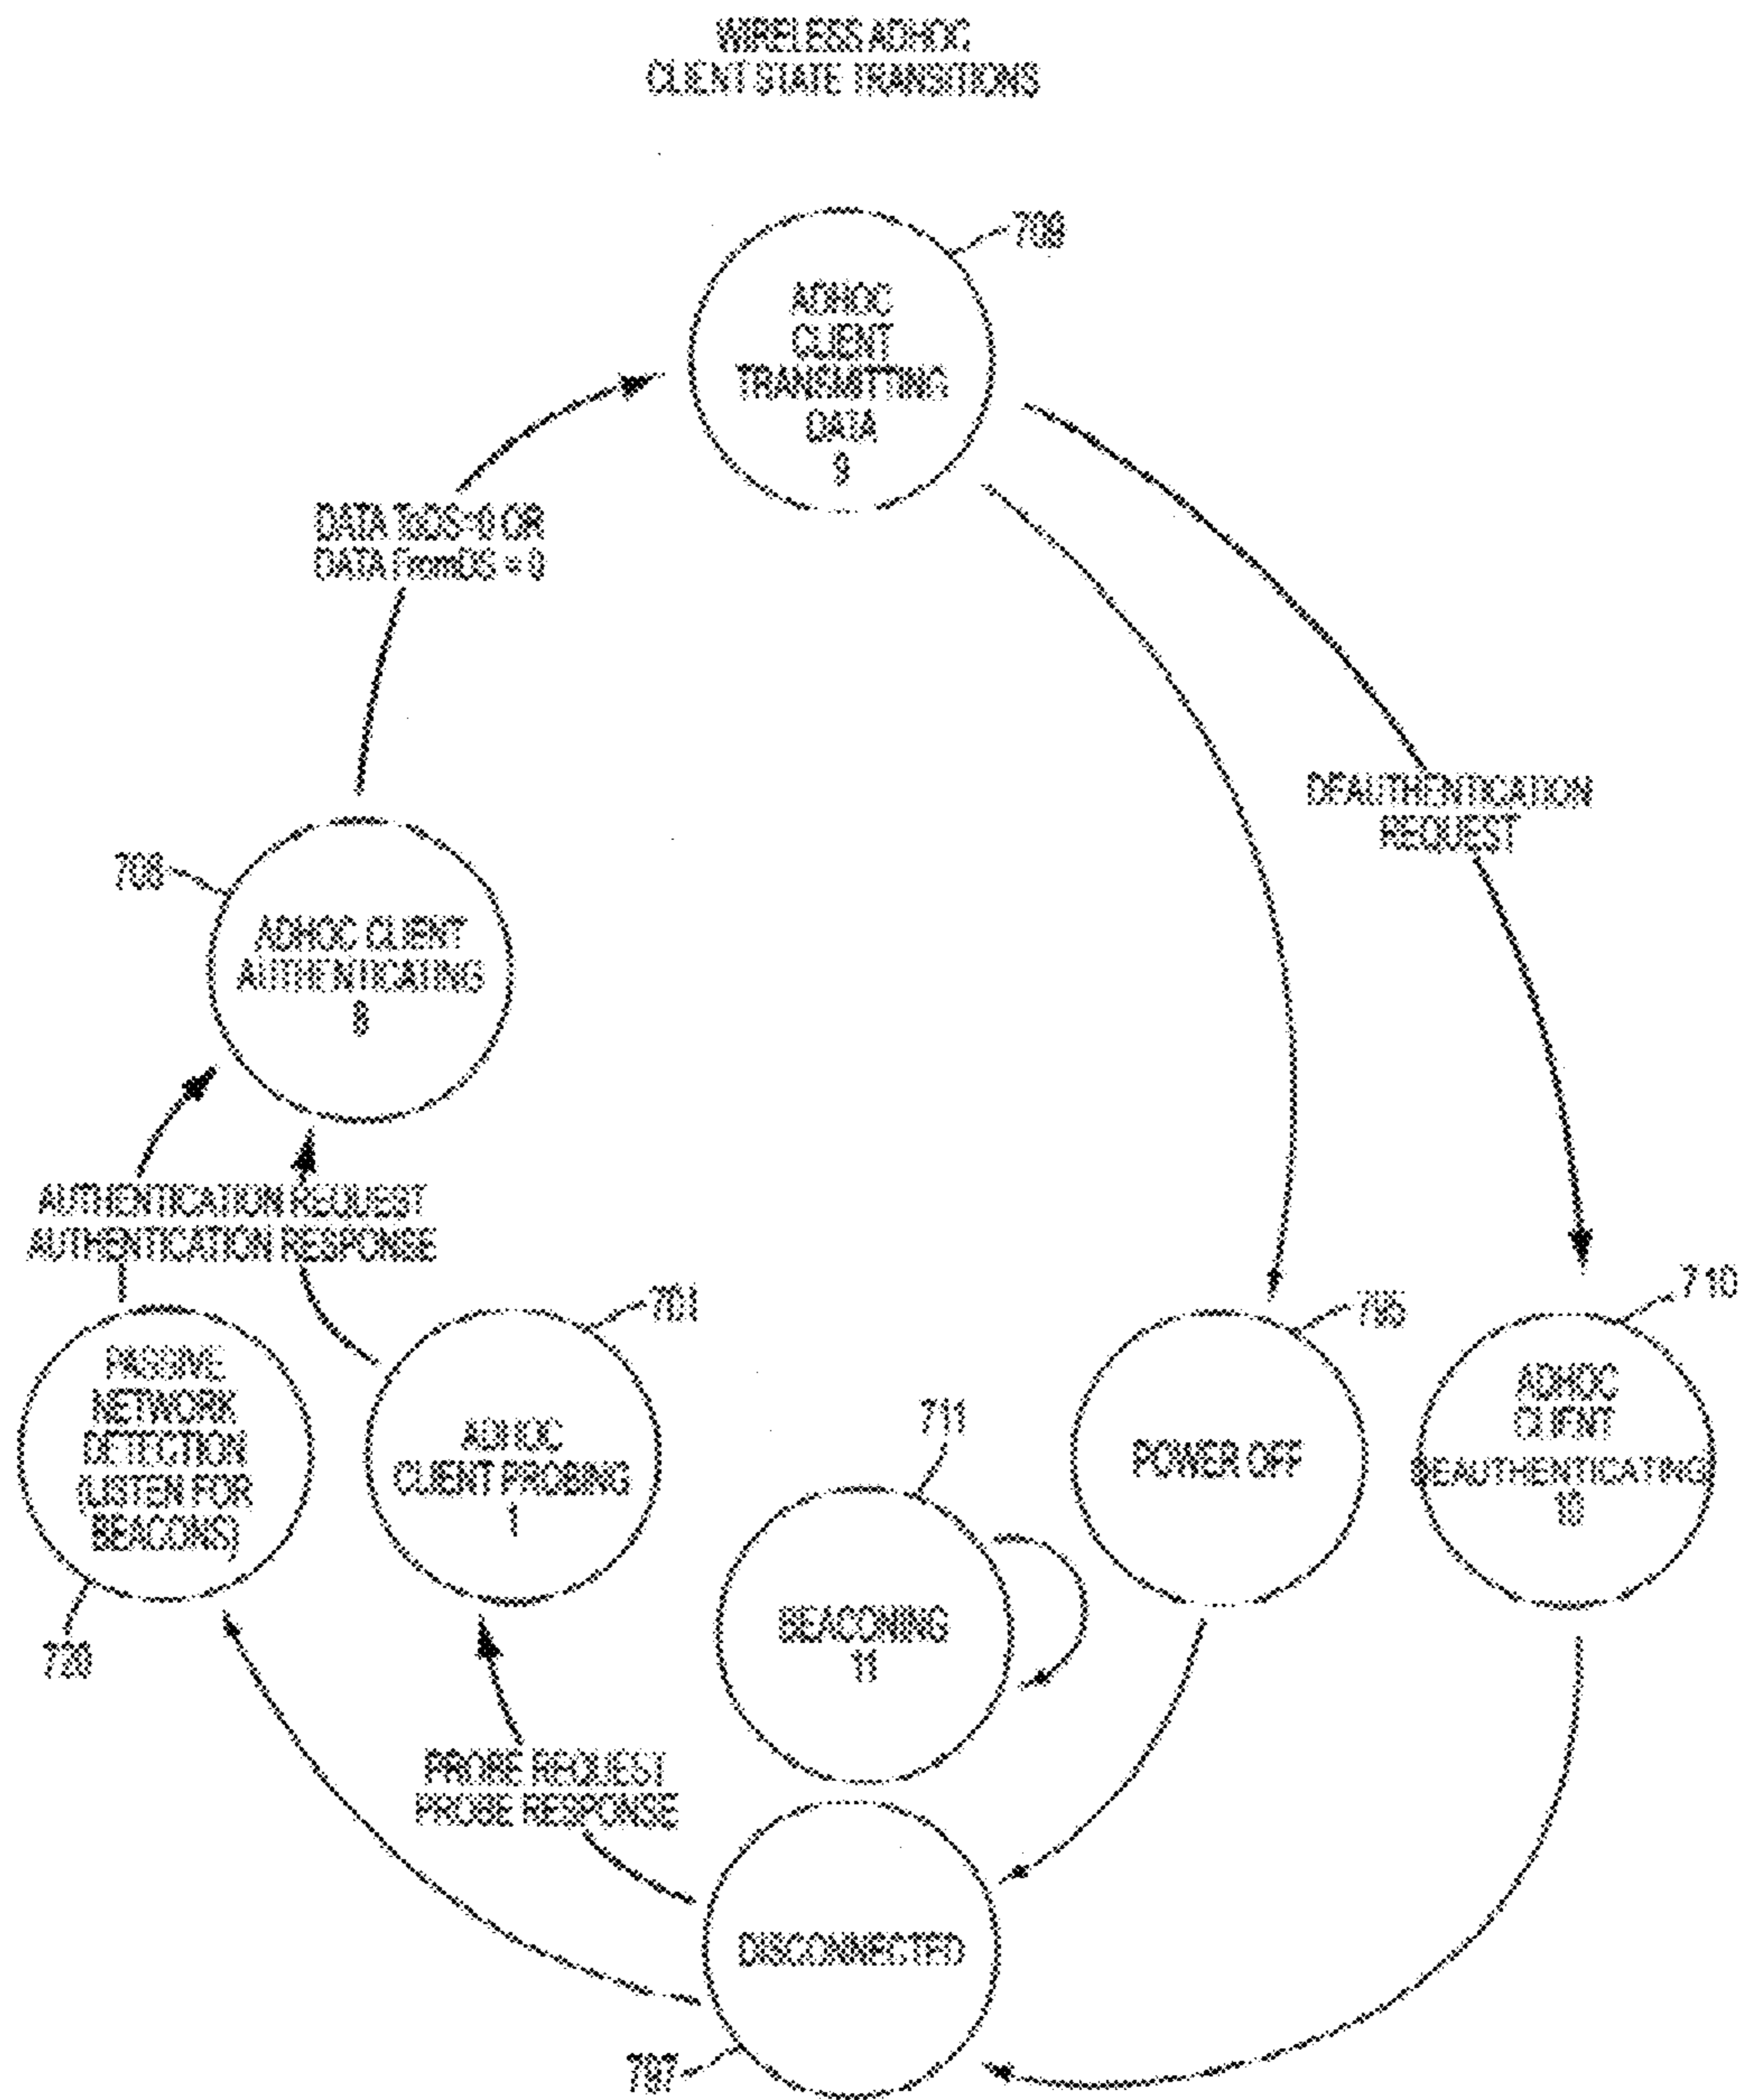 WIRELESS ADHOC
CLIENT STATE TRANSITIONS
709
ADHOC
CLIENT
TRANSMITTING
DATA
9
DATA ToDS=0 OR
DATA FromDS = 0
DEAUTHENTICATION
REQUEST
708
ADHOC CLIENT
AUTHENTICATING
8
AUTHENTICATION REQUEST
AUTHENTICATION RESPONSE
701
795
710
PASSIVE
NETWORK
DETECTION
(LISTEN FOR
BEACONS)
ADHOC
CLIENT PROBING
1
711
POWER OFF
ADHOC
CLIENT
DEAUTHENTICATING
10
BEACONING
11
720
PROBE REQUEST
PROBE RESPONSE
DISCONNECTED
797